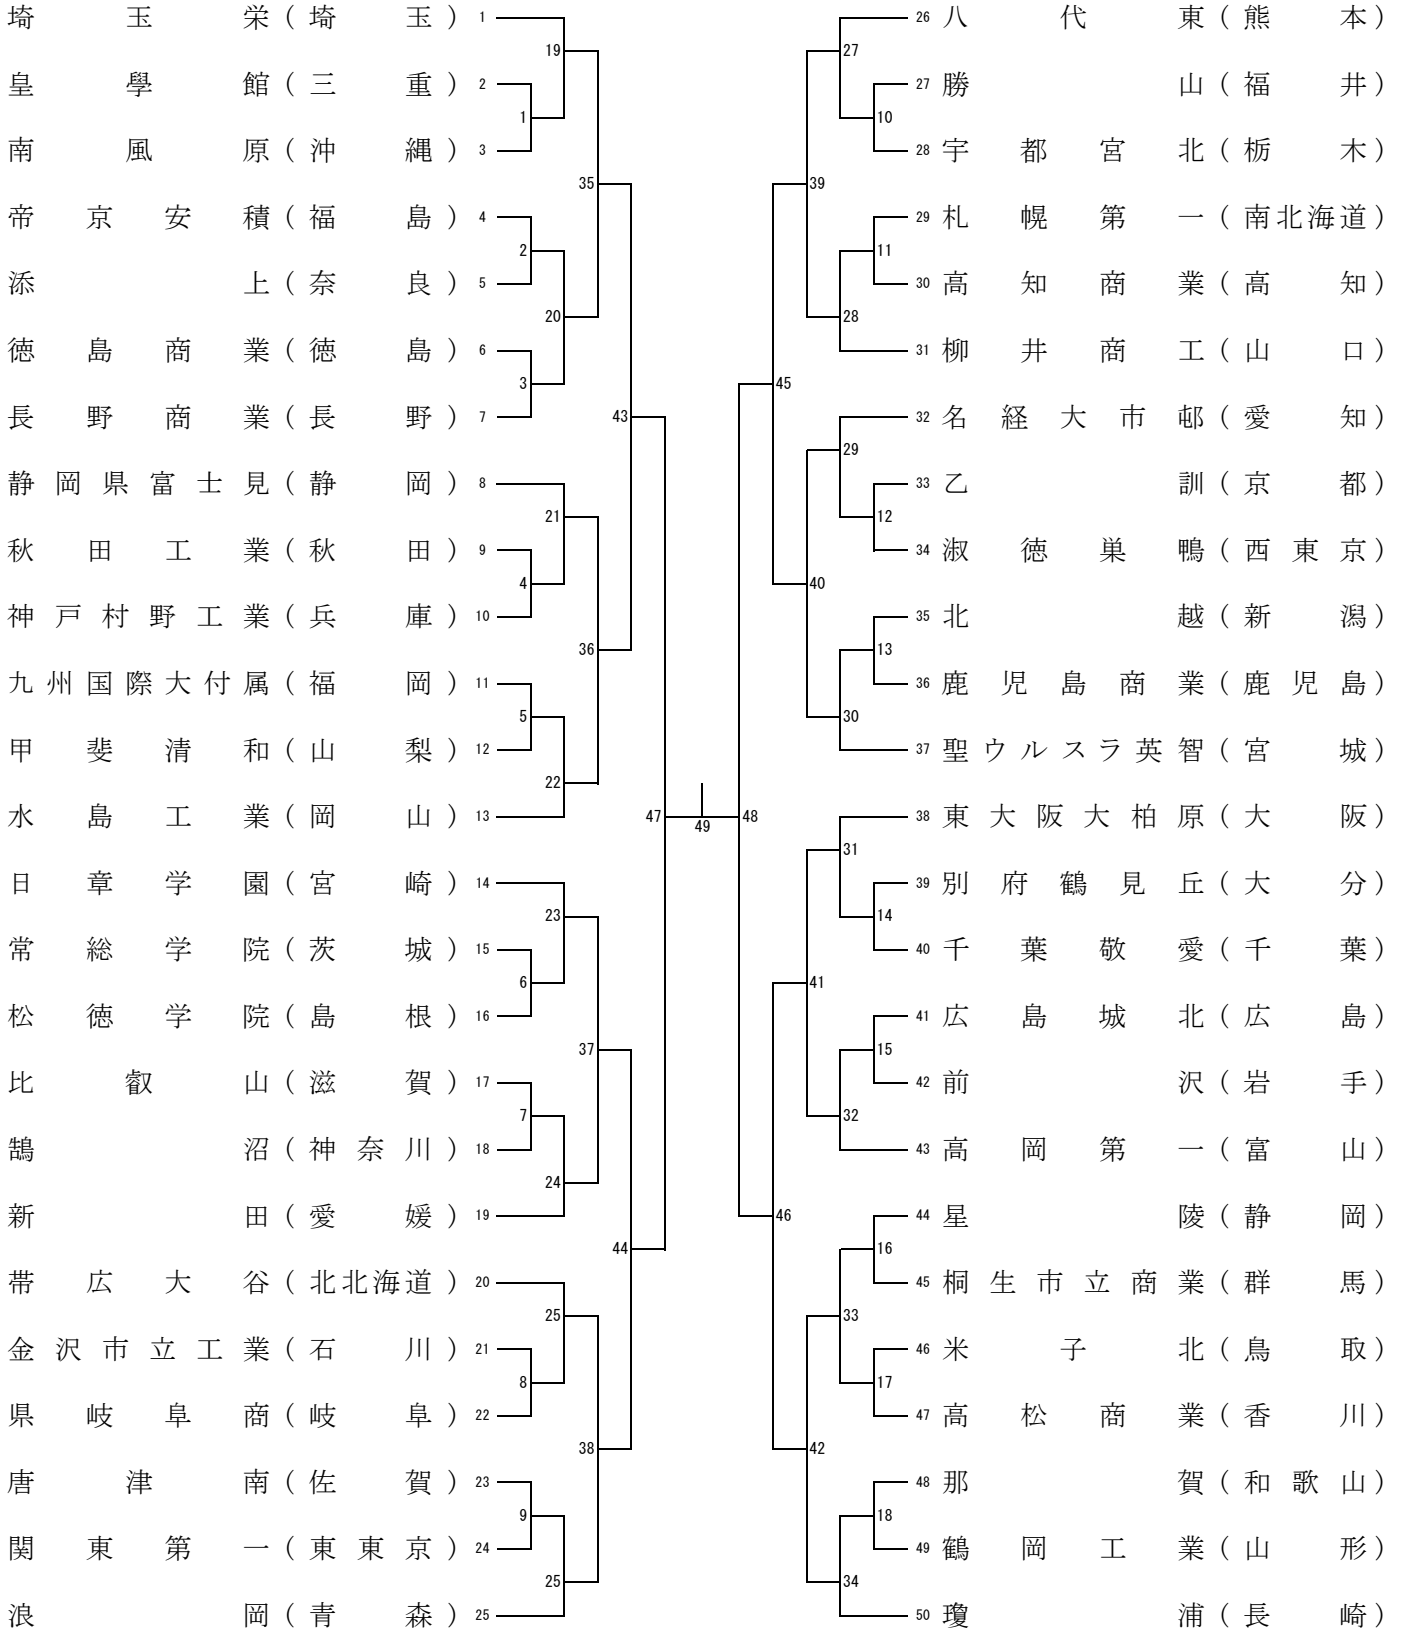 埼玉栄(埼玉) 1
19
皇學館(三重) 2
1
南風原(沖縄) 3
35
帝京安積(福島) 4
2
添上(奈良) 5
20
徳島商業(徳島) 6
3
長野商業(長野) 7
43
静岡県富士見(静岡) 8
21
秋田工業(秋田) 9
4
神戸村野工業(兵庫) 10
36
九州国際大付属(福岡) 11
5
甲斐清和(山梨) 12
22
水島工業(岡山) 13
47
49
日章学園(宮崎) 14
23
常総学院(茨城) 15
6
松徳学院(島根) 16
37
比叡山(滋賀) 17
7
鵠沼(神奈川) 18
24
新田(愛媛) 19
44
帯広大谷(北北海道) 20
25
金沢市立工業(石川) 21
8
県岐阜商(岐阜) 22
38
唐津南(佐賀) 23
9
関東第一(東東京) 24
25
浪岡(青森) 25
26 八代東(熊本)
27
27 勝山(福井)
10
28 宇都宮北(栃木)
39
29 札幌第一(南北海道)
11
30 高知商業(高知)
28
31 柳井商工(山口)
45
32 名経大市邨(愛知)
29
33 乙訓(京都)
12
34 淑徳巣鴨(西東京)
40
35 北越(新潟)
13
36 鹿児島商業(鹿児島)
30
37 聖ウルスラ英智(宮城)
48
38 東大阪大柏原(大阪)
31
39 別府鶴見丘(大分)
14
40 千葉敬愛(千葉)
41
41 広島城北(広島)
15
42 前沢(岩手)
32
43 高岡第一(富山)
46
44 星陵(静岡)
16
45 桐生市立商業(群馬)
33
46 米子北(鳥取)
17
47 高松商業(香川)
42
48 那賀(和歌山)
18
49 鶴岡工業(山形)
34
50 瓊浦(長崎)